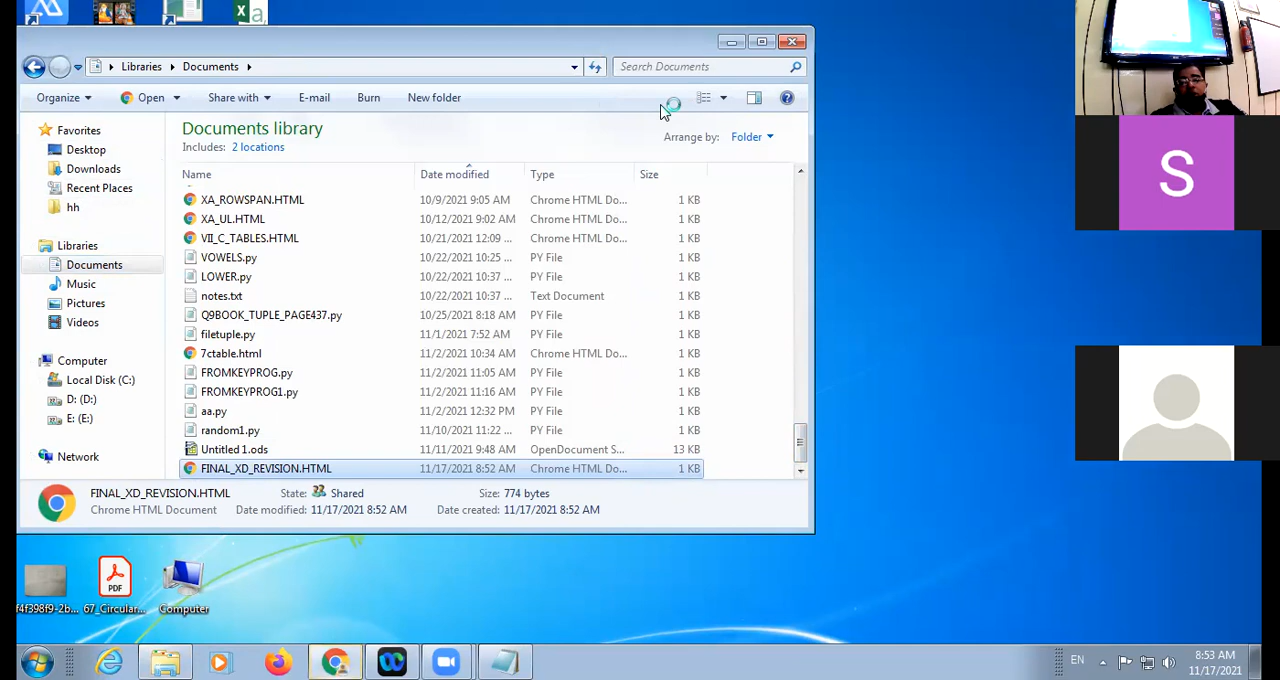 Libraries Documents
Search Documents
Organize Open Share with E-mail Burn New folder
Documents library
Includes: 2 locations
Arrange by: Folder
Name Date modified Type Size
XA_ROWSPAN.HTML 10/9/2021 9:05 AM Chrome HTML Do... 1 KB
XA_UL.HTML 10/12/2021 9:02 AM Chrome HTML Do... 1 KB
VII_C_TABLES.HTML 10/21/2021 12:09 ... Chrome HTML Do... 1 KB
VOWELS.py 10/22/2021 10:25 ... PY File 1 KB
LOWER.py 10/22/2021 10:37 ... PY File 1 KB
notes.txt 10/22/2021 10:37 ... Text Document 1 KB
Q9BOOK_TUPLE_PAGE437.py 10/25/2021 8:18 AM PY File 1 KB
filetuple.py 11/1/2021 7:52 AM PY File 1 KB
7ctable.html 11/2/2021 10:34 AM Chrome HTML Do... 1 KB
FROMKEYPROG.py 11/2/2021 11:05 AM PY File 1 KB
FROMKEYPROG1.py 11/2/2021 11:16 AM PY File 1 KB
aa.py 11/2/2021 12:32 PM PY File 1 KB
random1.py 11/10/2021 11:22 ... PY File 1 KB
Untitled 1.ods 11/11/2021 9:48 AM OpenDocument S... 13 KB
FINAL_XD_REVISION.HTML 11/17/2021 8:52 AM Chrome HTML Do... 1 KB
Favorites
Desktop
Downloads
Recent Places
hh
Libraries
Documents
Music
Pictures
Videos
Computer
Local Disk (C:)
D: (D:)
E: (E:)
Network
FINAL_XD_REVISION.HTML State: Shared Size: 774 bytes
Chrome HTML Document Date modified: 11/17/2021 8:52 AM Date created: 11/17/2021 8:52 AM
PDF
f4f398f9-2b... 67_Circular... Computer
S
EN
8:53 AM
11/17/2021